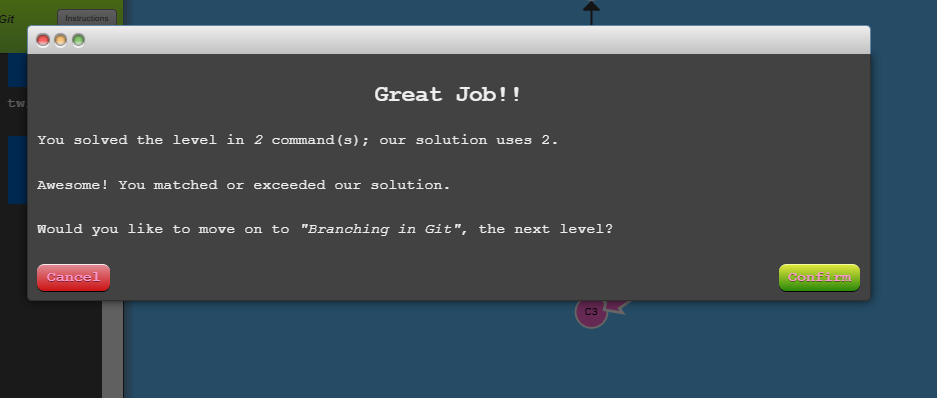 Git
Instructions
tw
Great Job!!
You solved the level in 2 command(s); our solution uses 2.
Awesome! You matched or exceeded our solution.
Would you like to move on to "Branching in Git", the next level?
Cancel
Confirm
C3